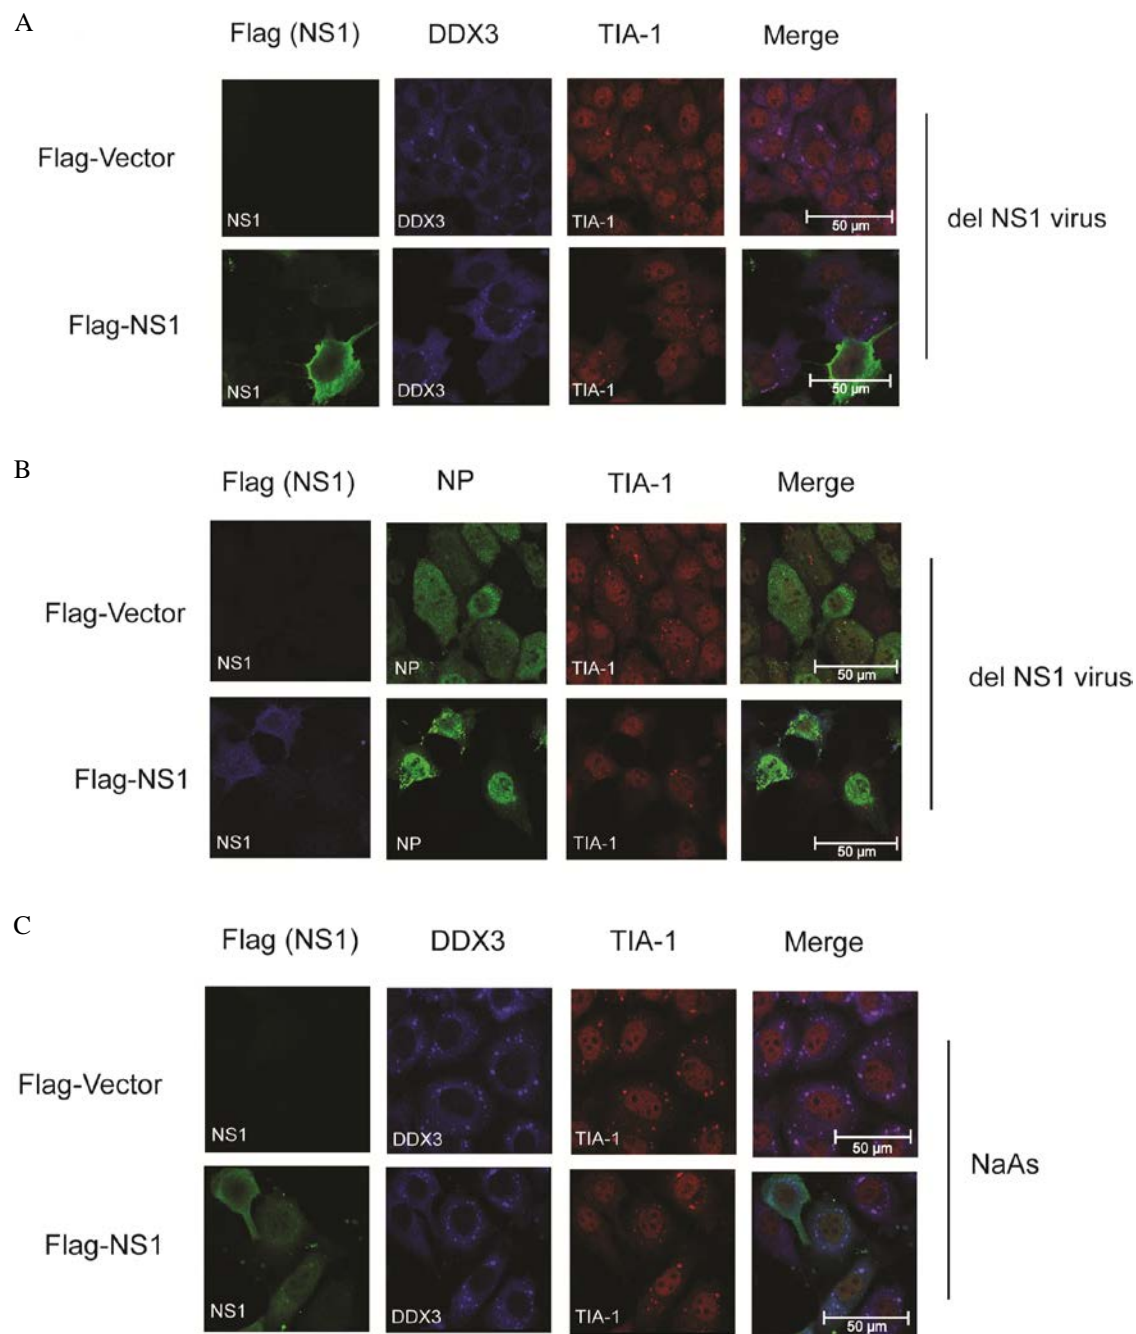 A
Flag (NS1) DDX3 TIA-1 Merge
Flag-Vector
NS1 DDX3 TIA-1 50 µm
del NS1 virus
Flag-NS1
NS1 DDX3 TIA-1 50 µm
B
Flag (NS1) NP TIA-1 Merge
Flag-Vector
NS1 NP TIA-1 50 µm
del NS1 virus
Flag-NS1
NS1 NP TIA-1 50 µm
C
Flag (NS1) DDX3 TIA-1 Merge
Flag-Vector
NS1 DDX3 TIA-1 50 µm
NaAs
Flag-NS1
NS1 DDX3 TIA-1 50 µm